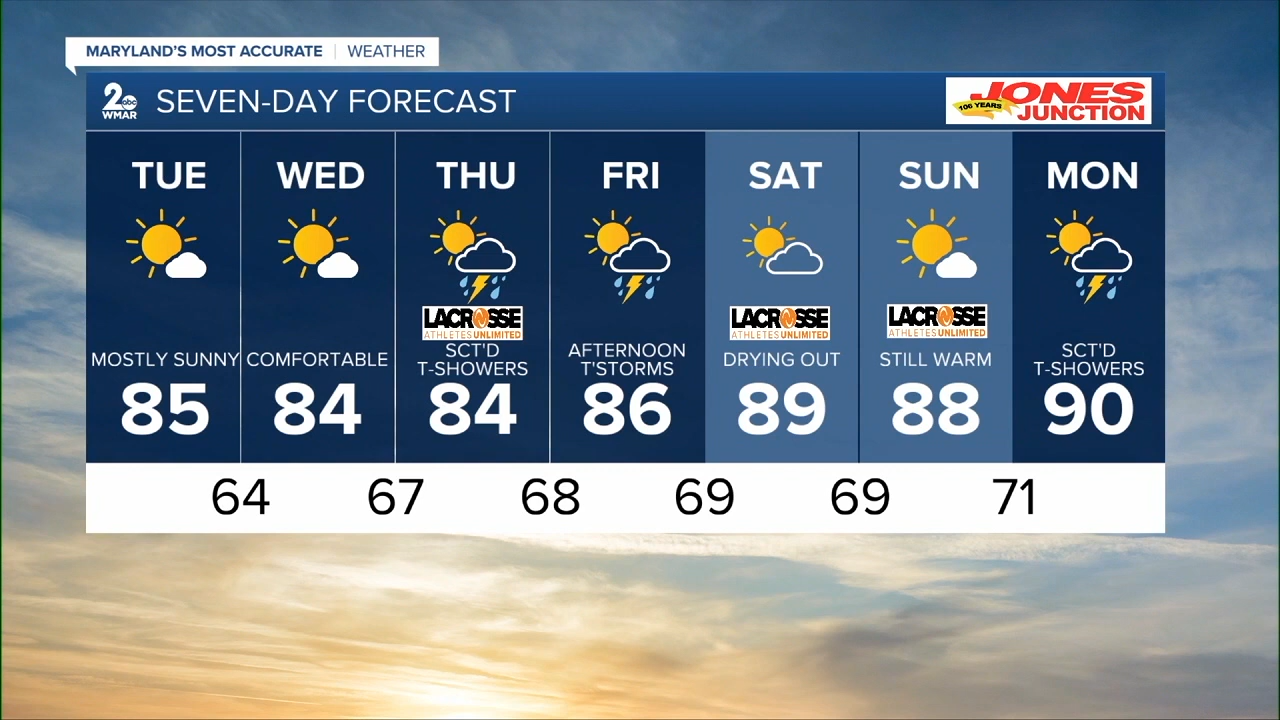 MARYLAND'S MOST ACCURATE | WEATHER
2 abc
WMAR
SEVEN-DAY FORECAST
106 YEARS
JONES
JUNCTION
TUE WED THU FRI SAT SUN MON
LACROSSE LACROSSE LACROSSE
ATHLETES UNLIMITED ATHLETES UNLIMITED ATHLETES UNLIMITED
MOSTLY SUNNY COMFORTABLE SCT'D T-SHOWERS AFTERNOON T'STORMS DRYING OUT STILL WARM SCT'D T-SHOWERS
85 84 84 86 89 88 90
64 67 68 69 69 71